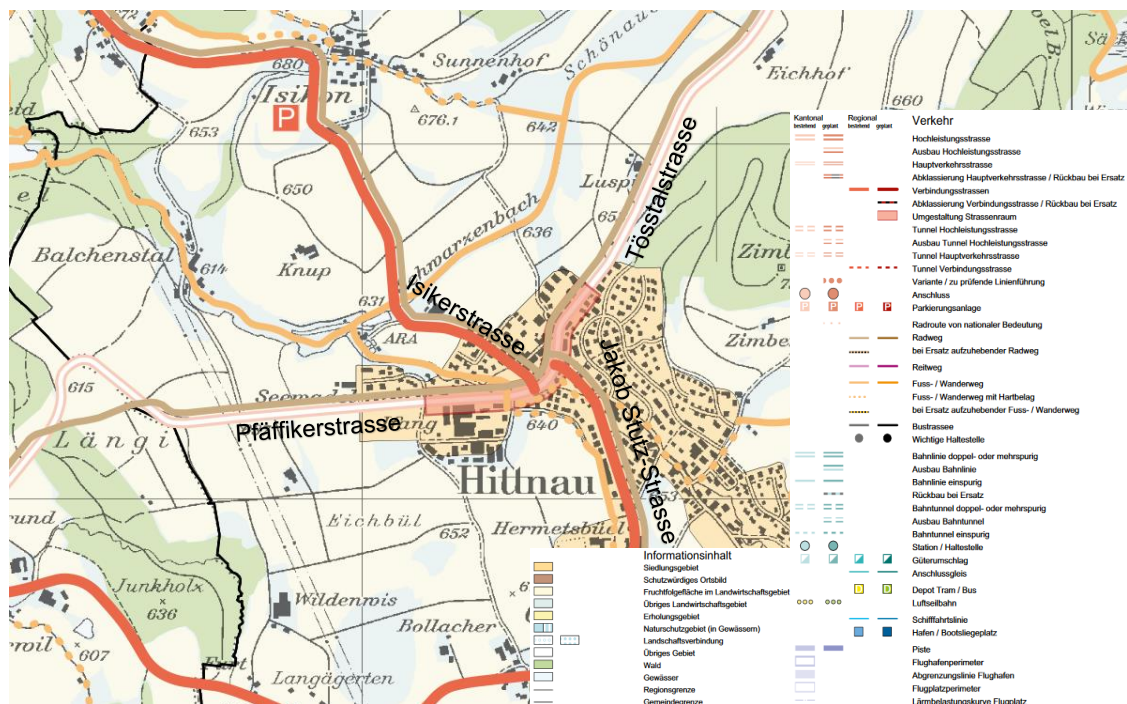 672
680
Sunnenhof
Schönau
Eichhof
660
Isikon
P
676.1
653
642
Tösstalstrasse
Luspi
650
636
Balchenstal
Knup
614
631
Isikerstrasse
ARA
Jakob Stutz-Strasse
615
Pfäffikerstrasse
640
Längi
Hittnau
Eichbül
652
Hermetsbüel
Junkholz
636
Wildenwis
Bollacher
607
Furt
Langägerten
Kantonal
Regional
Verkehr
bestehend geplant bestehend geplant
Hochleistungsstrasse
Ausbau Hochleistungsstrasse
Hauptverkehrsstrasse
Abklassierung Hauptverkehrsstrasse / Rückbau bei Ersatz
Verbindungsstrassen
Abklassierung Verbindungsstrasse / Rückbau bei Ersatz
Umgestaltung Strassenraum
Tunnel Hochleistungsstrasse
Ausbau Tunnel Hochleistungsstrasse
Tunnel Hauptverkehrsstrasse
Tunnel Verbindungsstrasse
Variante / zu prüfende Linienführung
Anschluss
P P P P Parkierungsanlage
Radroute von nationaler Bedeutung
Radweg
bei Ersatz aufzuhebender Radweg
Reitweg
Fuss- / Wanderweg
Fuss- / Wanderweg mit Hartbelag
bei Ersatz aufzuhebender Fuss- / Wanderweg
Bustrassee
Wichtige Haltestelle
Bahnlinie doppel- oder mehrspurig
Ausbau Bahnlinie
Bahnlinie einspurig
Rückbau bei Ersatz
Bahntunnel doppel- oder mehrspurig
Ausbau Bahntunnel
Bahntunnel einspurig
Station / Haltestelle
Güterumschlag
Anschlussgleis
Depot Tram / Bus
Luftseilbahn
Schifffahrtslinie
Hafen / Bootsliegeplatz
Piste
Flughafenperimeter
Abgrenzungslinie Flughafen
Flugplatzperimeter
Lärmbelastungskurve Flugplatz
Informationsinhalt
Siedlungsgebiet
Schutzwürdiges Ortsbild
Fruchtfolgefläche im Landwirtschaftsgebiet
Übriges Landwirtschaftsgebiet
Erholungsgebiet
Naturschutzgebiet (in Gewässern)
Landschaftsverbindung
Übriges Gebiet
Wald
Gewässer
Regionsgrenze
Gemeindegrenze